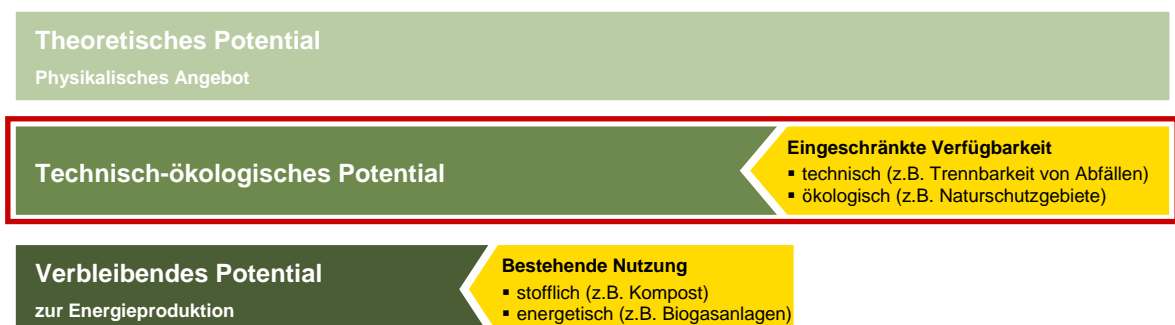 Theoretisches Potential
Physikalisches Angebot
Technisch-ökologisches Potential
Eingeschränkte Verfügbarkeit
▪ technisch (z.B. Trennbarkeit von Abfällen)
▪ ökologisch (z.B. Naturschutzgebiete)
Verbleibendes Potential
zur Energieproduktion
Bestehende Nutzung
▪ stofflich (z.B. Kompost)
▪ energetisch (z.B. Biogasanlagen)